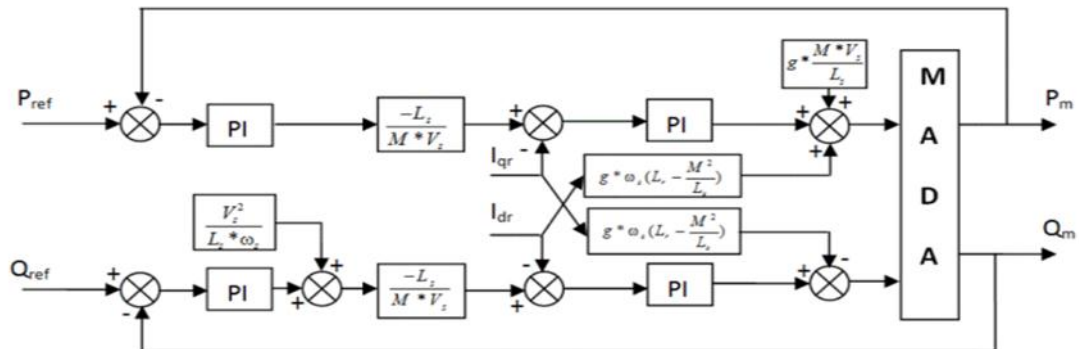 g * M * V_s / L_s
P_ref + - PI -L_s / M * V_s + - PI + + + M A D A P_m
I_qr
g * ω_s (L_r - M² / L_s)
I_dr
V_s² / L_s * ω_s
g * ω_s (L_r - M² / L_s)
Q_m
Q_ref + - PI + + -L_s / M * V_s - + PI + -